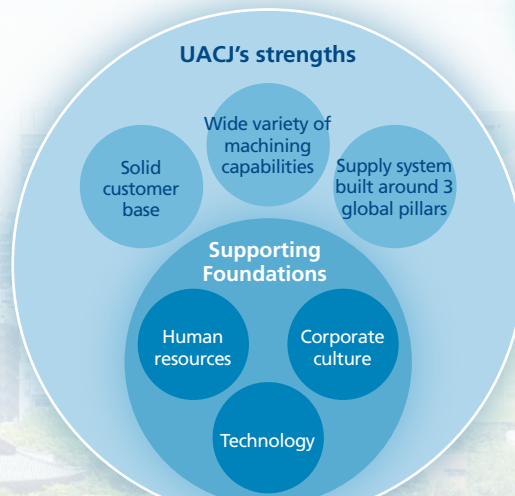 UACJ's strengths
Solid
customer
base
Wide variety of
machining
capabilities
Supply system
built around 3
global pillars
Supporting
Foundations
Human
resources
Corporate
culture
Technology